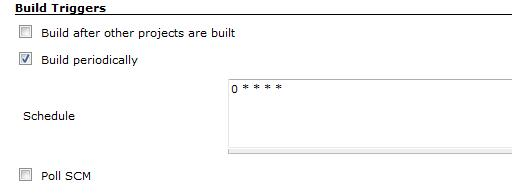 Build Triggers
Build after other projects are built
Build periodically
0 * * * *
Schedule
Poll SCM